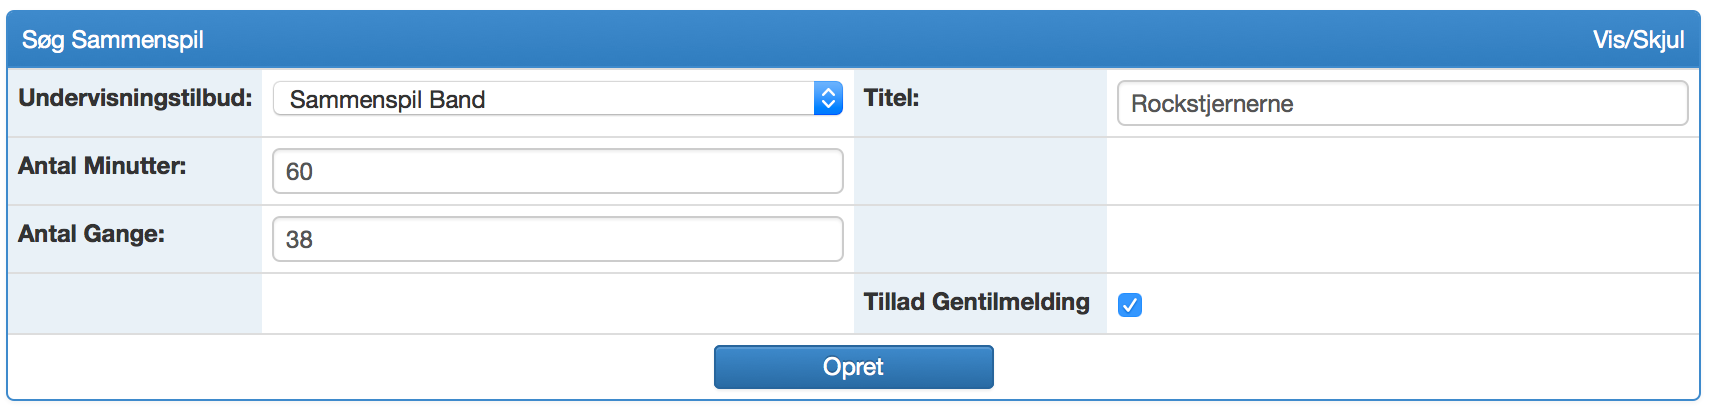 Søg Sammenspil Vis/Skjul
Undervisningstilbud: Sammenspil Band Titel: Rockstjernerne
Antal Minutter: 60
Antal Gange: 38
Tillad Gentilmelding
Opret